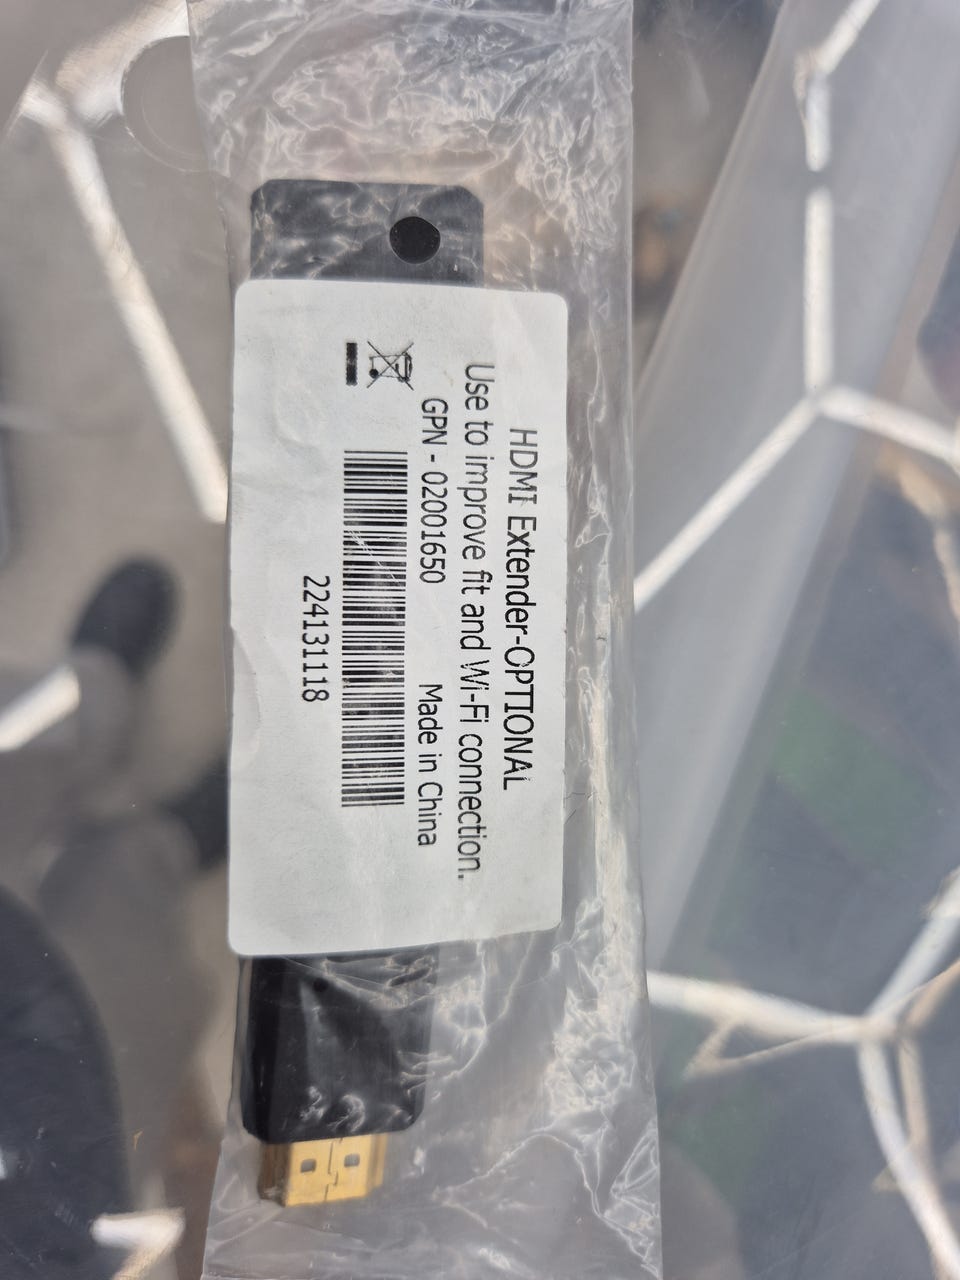 HDMI Extender-OPTIONAL
Use to improve fit and Wi-Fi connection.
GPN - 02001650 Made in China
224131118